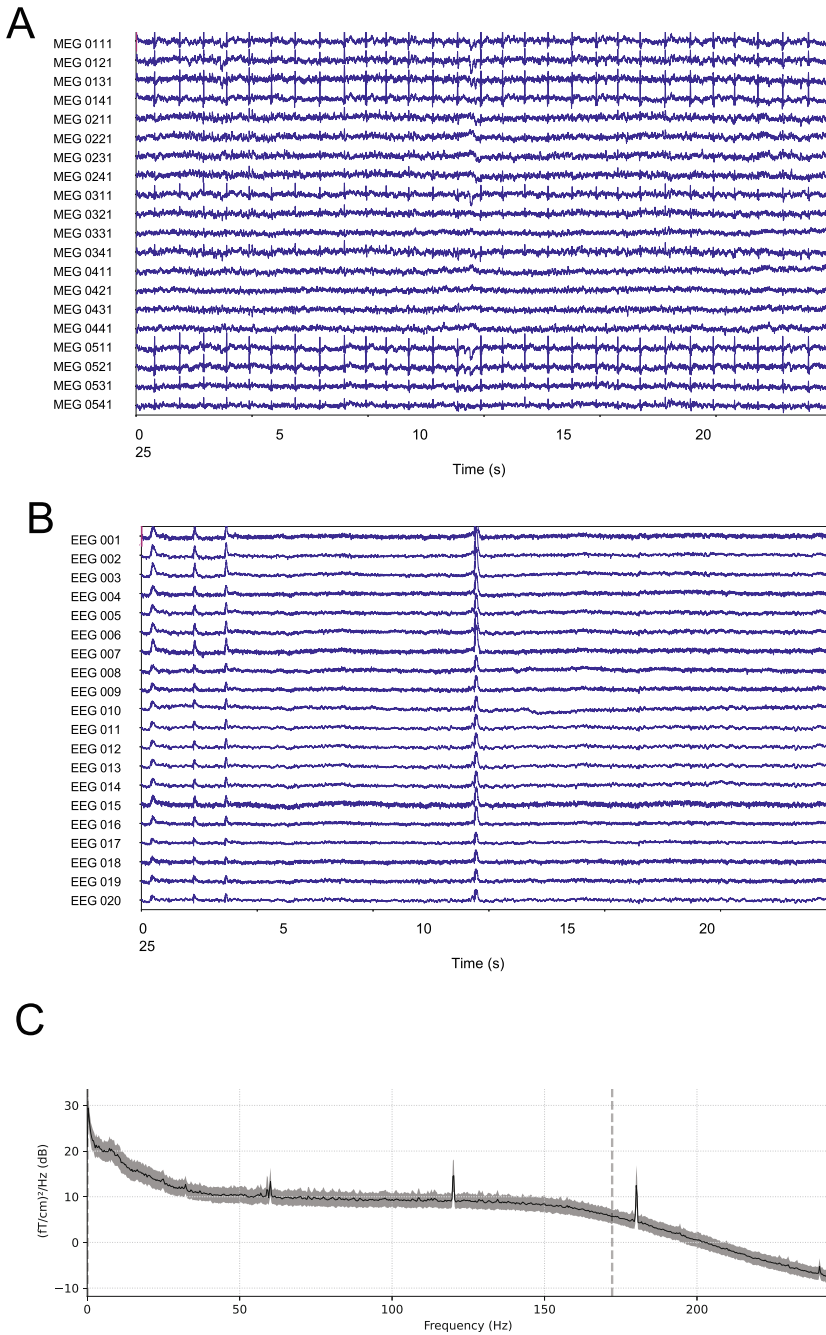 A
MEG 0111
MEG 0121
MEG 0131
MEG 0141
MEG 0211
MEG 0221
MEG 0231
MEG 0241
MEG 0311
MEG 0321
MEG 0331
MEG 0341
MEG 0411
MEG 0421
MEG 0431
MEG 0441
MEG 0511
MEG 0521
MEG 0531
MEG 0541
0 5 10 15 20
25
Time (s)
B
EEG 001
EEG 002
EEG 003
EEG 004
EEG 005
EEG 006
EEG 007
EEG 008
EEG 009
EEG 010
EEG 011
EEG 012
EEG 013
EEG 014
EEG 015
EEG 016
EEG 017
EEG 018
EEG 019
EEG 020
0 5 10 15 20
25
Time (s)
C
30
20
10
0
−10
(fT/cm)²/Hz (dB)
0 50 100 150 200
Frequency (Hz)